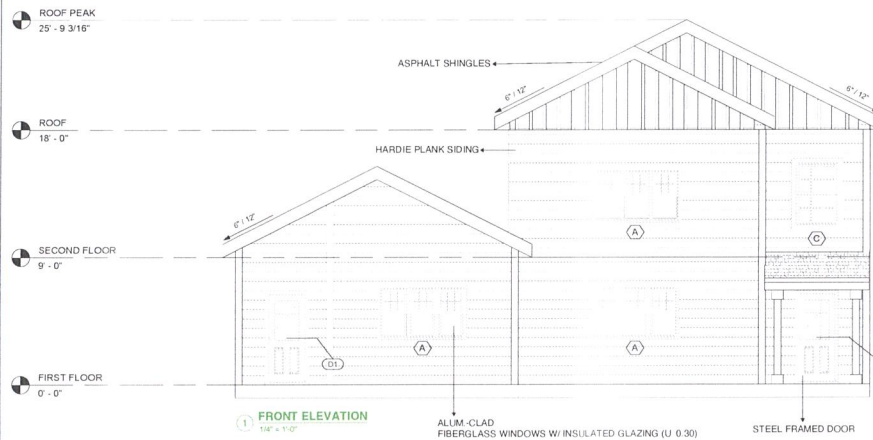 ROOF PEAK
25' - 9 3/16"
ASPHALT SHINGLES
6" / 12"
6" / 12"
ROOF
18' - 0"
HARDIE PLANK SIDING
6" / 12"
A
C
SECOND FLOOR
9' - 0"
A
A
D1
FIRST FLOOR
0' - 0"
1 FRONT ELEVATION
1/4" = 1'-0"
ALUM.-CLAD
FIBERGLASS WINDOWS W/ INSULATED GLAZING (U 0.30)
STEEL FRAMED DOOR